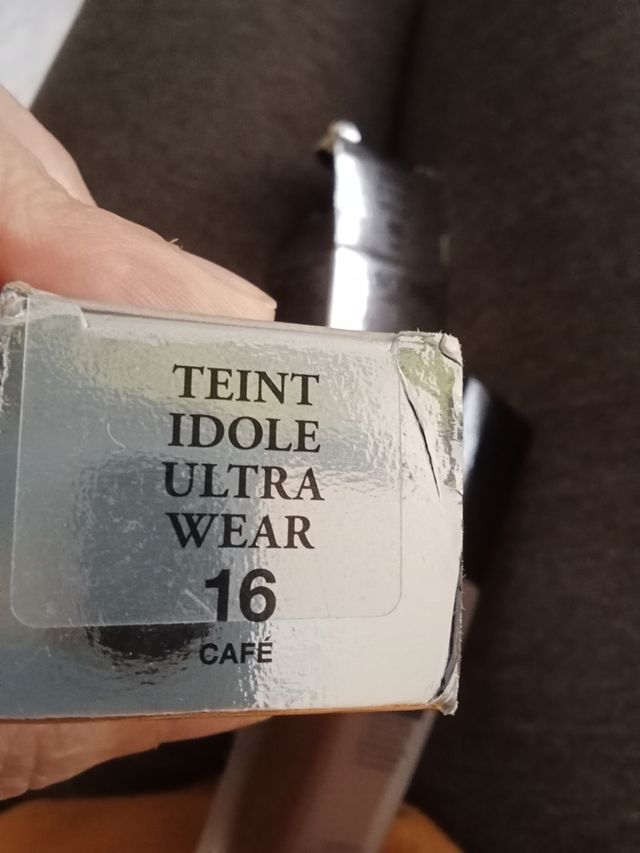 TEINT
IDOLE
ULTRA
WEAR
16
CAFÉ